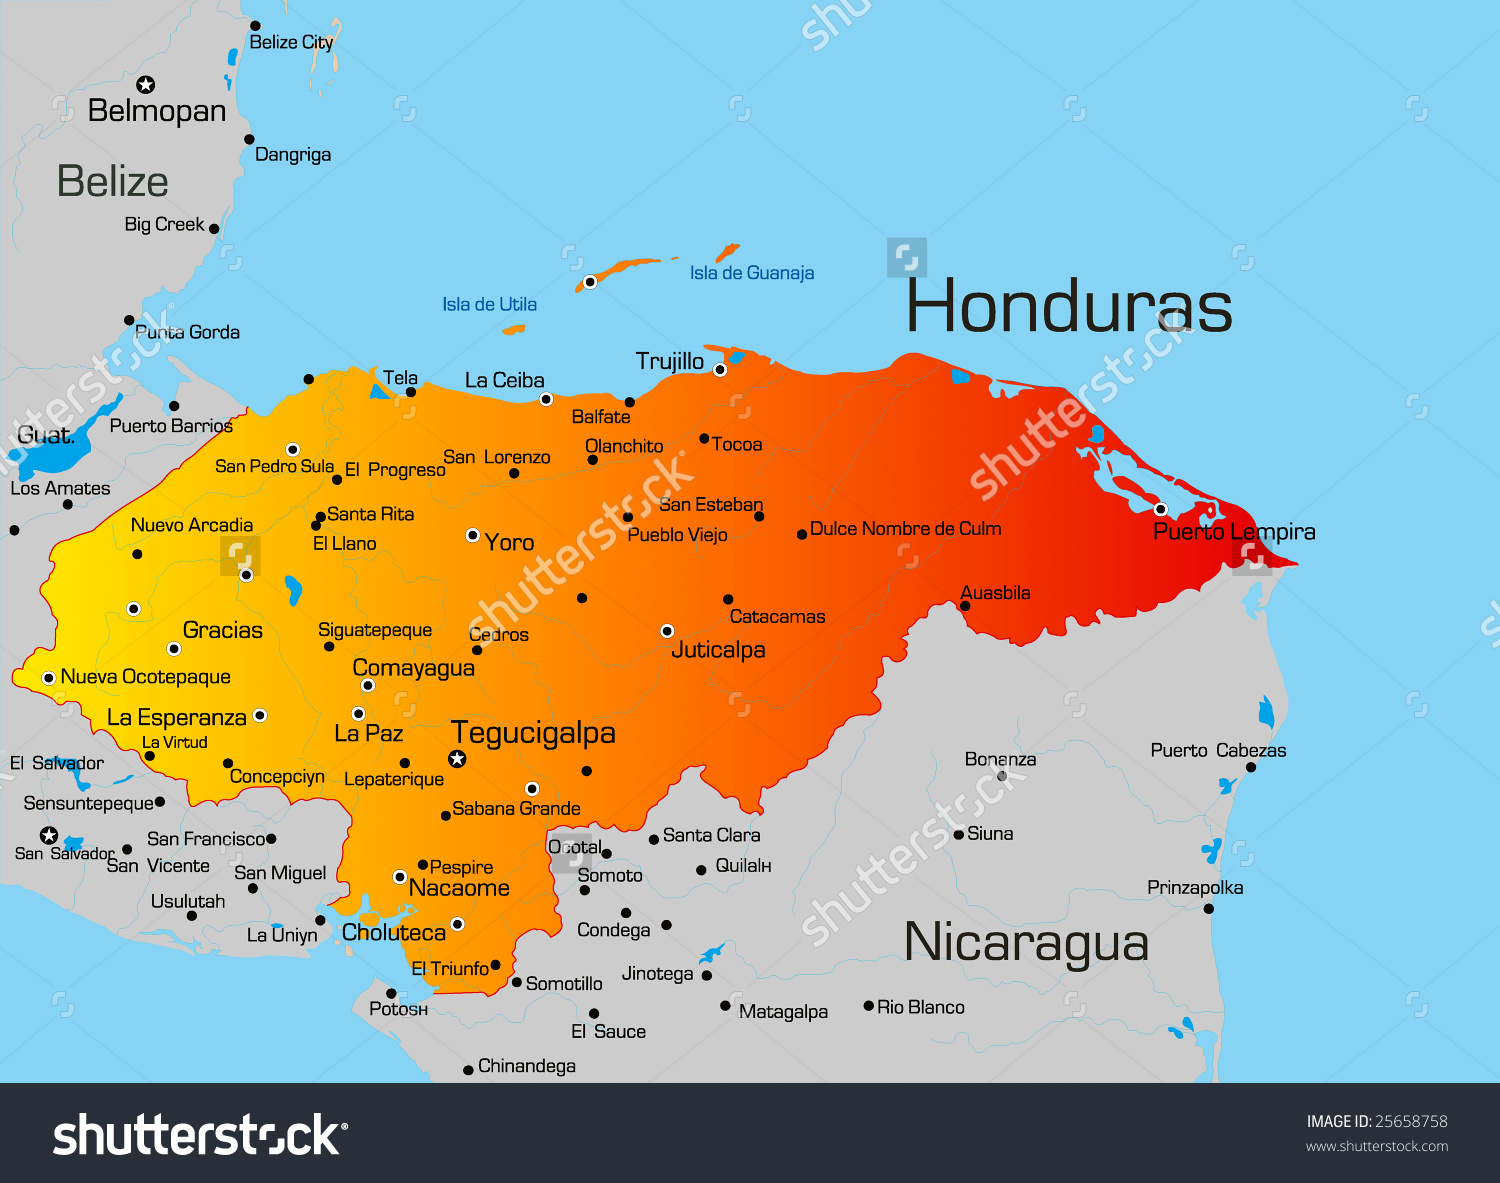 Belize City
Belmopan
Dangriga
Belize
Big Creek
Isla de Guanaja
Isla de Utila
Honduras
Punta Gorda
Trujillo
Tela
La Ceiba
Balfate
Puerto Barrios
Guat.
Olanchito
Tocoa
San Lorenzo
San Pedro Sula
El Progreso
Los Amates
San Esteban
Santa Rita
Nuevo Arcadia
Dulce Nombre de Culm
Puerto Lempira
Pueblo Viejo
El Llano
Yoro
Auasbila
Catacamas
Gracias
Siguatepeque
Cedros
Juticalpa
Comayagua
Nueva Ocotepaque
La Esperanza
La Paz
Tegucigalpa
La Virtud
Puerto Cabezas
Bonanza
El Salvador
Concepciyn
Lepaterique
Sensuntepeque
Sabana Grande
Siuna
Santa Clara
San Francisco
Ocotal
San Salvador
San Vicente
Pespire
Quilalн
San Miguel
Somoto
Nacaome
Prinzapolka
Usulutah
Condega
Choluteca
La Uniyn
Nicaragua
El Triunfo
Jinotega
Somotillo
Potosн
Matagalpa
Rio Blanco
El Sauce
Chinandega
shutterstock
shutterstock
shutterstock
shutterstock
shutterstock
IMAGE ID: 25658758
www.shutterstock.com